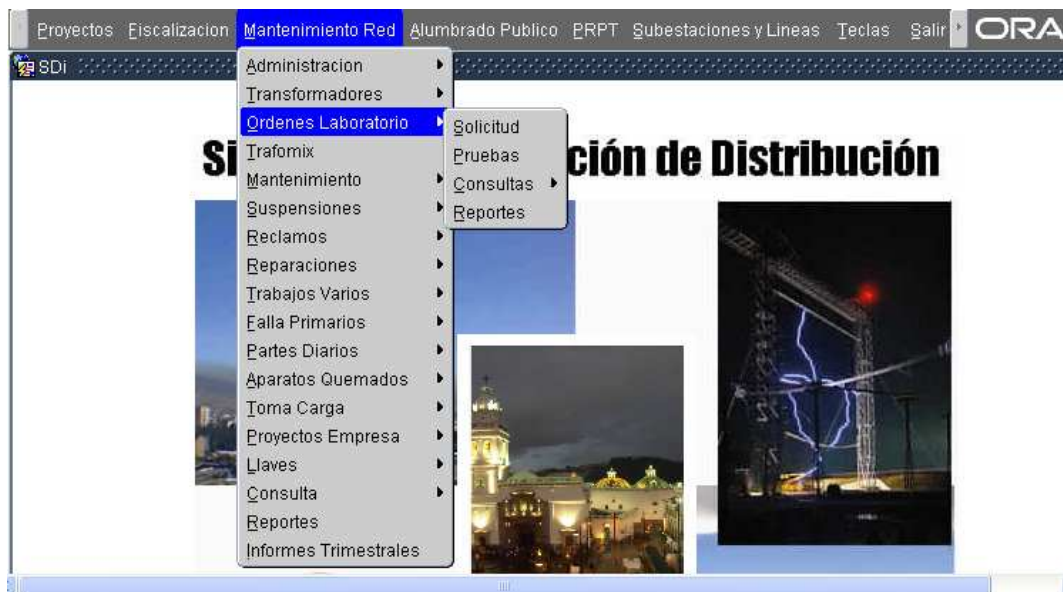 Proyectos Fiscalizacion Mantenimiento Red Alumbrado Publico PRPT Subestaciones y Lineas Teclas Salir ORA
SDi
Administracion
Transformadores
Ordenes Laboratorio
Trafomix
Mantenimiento
Suspensiones
Reclamos
Reparaciones
Trabajos Varios
Falla Primarios
Partes Diarios
Aparatos Quemados
Toma Carga
Proyectos Empresa
Llaves
Consulta
Reportes
Informes Trimestrales
Solicitud
Pruebas
Consultas
Reportes
Si ción de Distribución